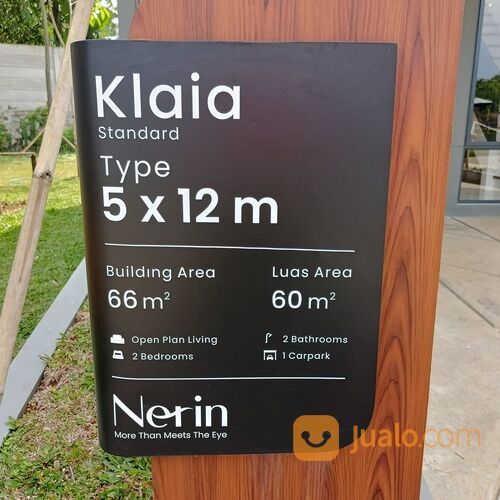 Klaia
Standard
Type
5 x 12 m
Building Area
Luas Area
66 m²
60 m²
Open Plan Living
2 Bathrooms
2 Bedrooms
1 Carpark
Nerin
More Than Meets The Eye
Jualo.com